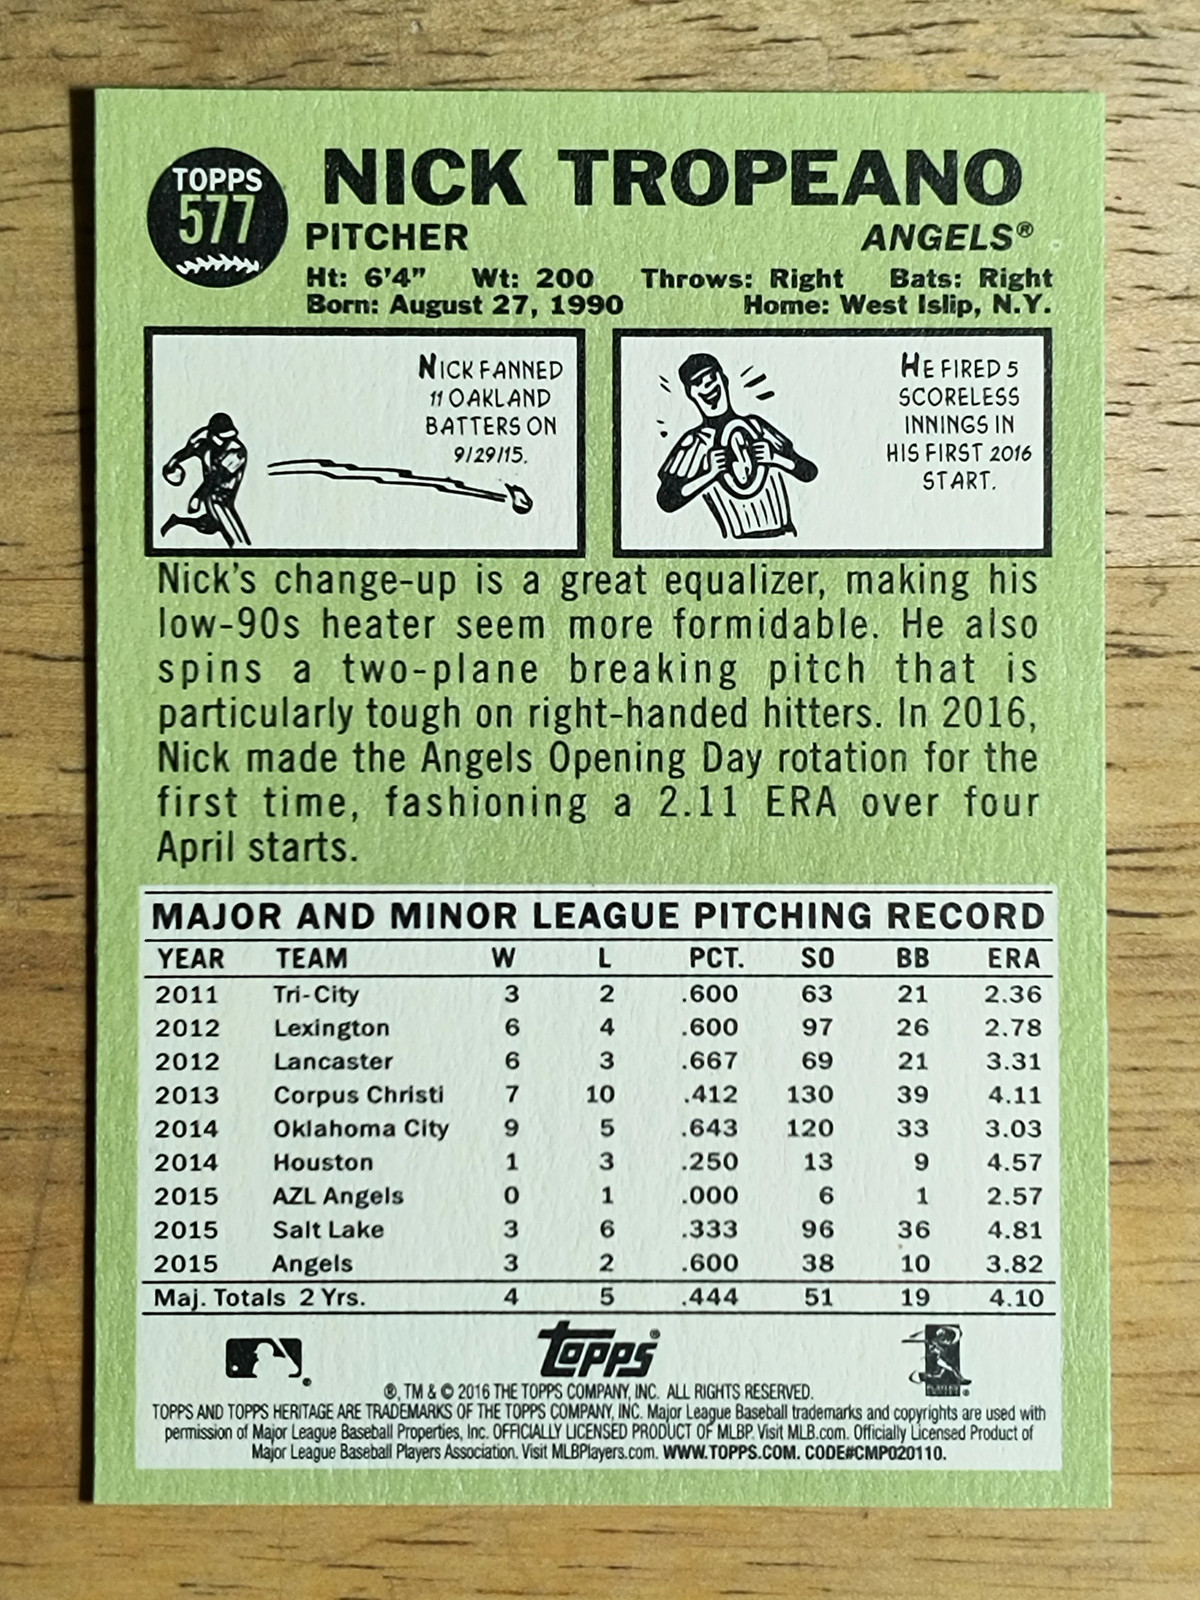 TOPPS
577
NICK TROPEANO
PITCHER ANGELS®
Ht: 6'4" Wt: 200 Throws: Right Bats: Right
Born: August 27, 1990 Home: West Islip, N.Y.
NICK FANNED
11 OAKLAND
BATTERS ON
9/29/15.
HE FIRED 5
SCORELESS
INNINGS IN
HIS FIRST 2016
START.
Nick's change-up is a great equalizer, making his
low-90s heater seem more formidable. He also
spins a two-plane breaking pitch that is
particularly tough on right-handed hitters. In 2016,
Nick made the Angels Opening Day rotation for the
first time, fashioning a 2.11 ERA over four
April starts.
MAJOR AND MINOR LEAGUE PITCHING RECORD
YEAR TEAM W L PCT. SO BB ERA
2011 Tri-City 3 2 .600 63 21 2.36
2012 Lexington 6 4 .600 97 26 2.78
2012 Lancaster 6 3 .667 69 21 3.31
2013 Corpus Christi 7 10 .412 130 39 4.11
2014 Oklahoma City 9 5 .643 120 33 3.03
2014 Houston 1 3 .250 13 9 4.57
2015 AZL Angels 0 1 .000 6 1 2.57
2015 Salt Lake 3 6 .333 96 36 4.81
2015 Angels 3 2 .600 38 10 3.82
Maj. Totals 2 Yrs. 4 5 .444 51 19 4.10
Topps®
®, TM & © 2016 THE TOPPS COMPANY, INC. ALL RIGHTS RESERVED.
TOPPS AND TOPPS HERITAGE ARE TRADEMARKS OF THE TOPPS COMPANY, INC. Major League Baseball trademarks and copyrights are used with
permission of Major League Baseball Properties, Inc. OFFICIALLY LICENSED PRODUCT OF MLBP. Visit MLB.com. Officially Licensed Product of
Major League Baseball Players Association. Visit MLBPlayers.com. WWW.TOPPS.COM. CODE#CMP020110.